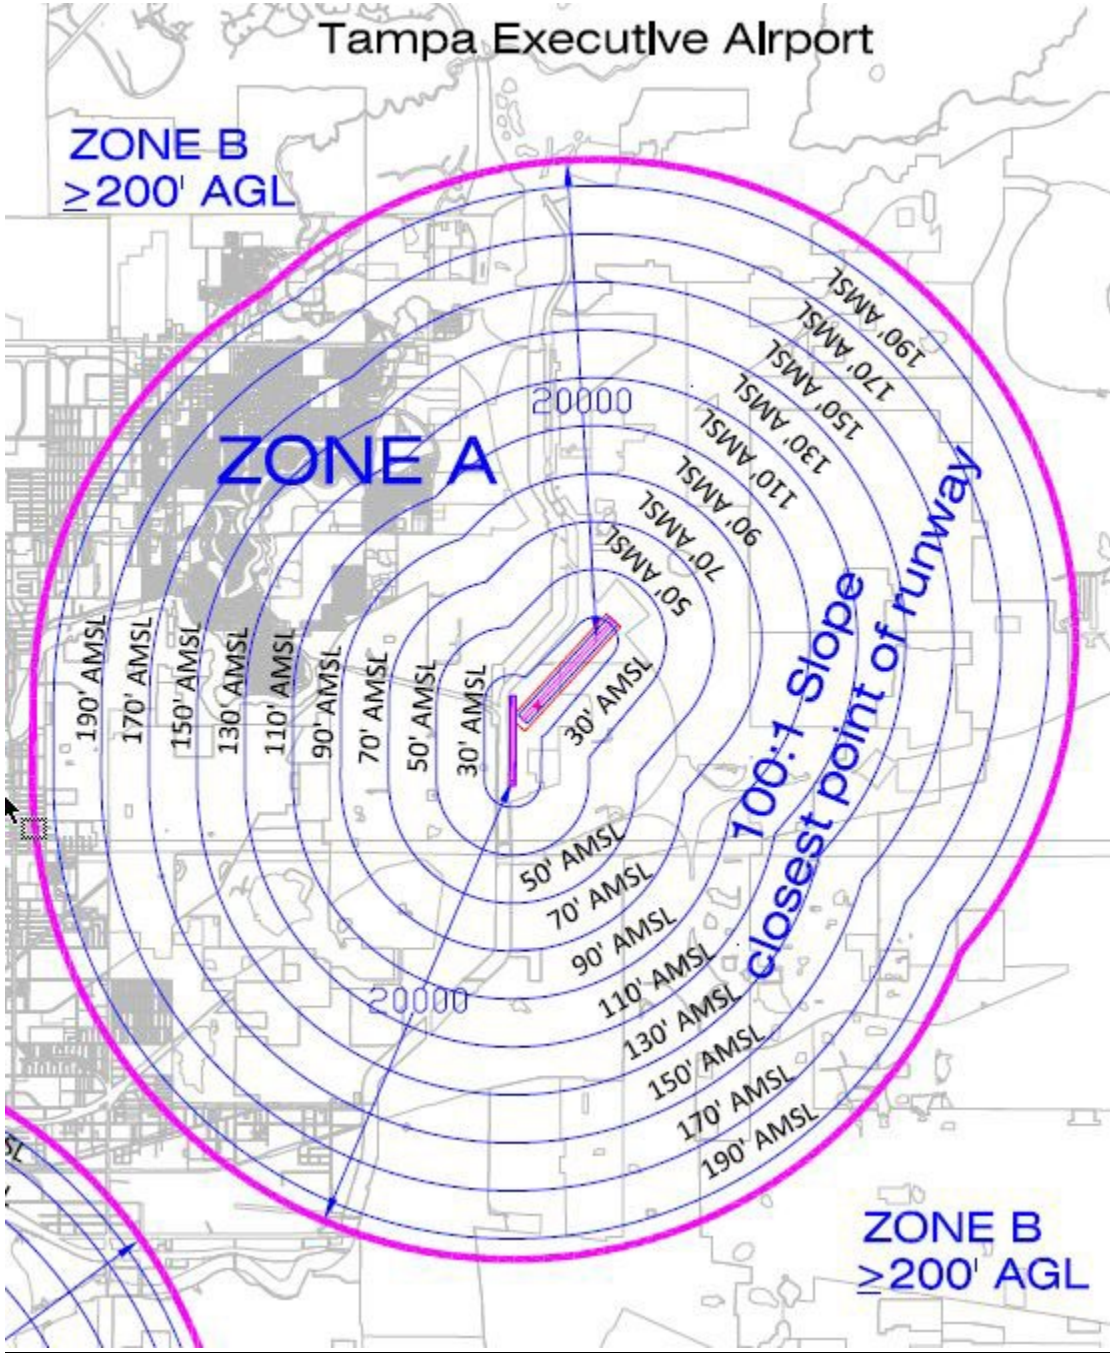 Tampa Executive Airport
ZONE B
≥200' AGL
190' AMSL
170' AMSL
150' AMSL
130' AMSL
110' AMSL
90' AMSL
70' AMSL
50' AMSL
30' AMSL
20000
ZONE A
190' AMSL
170' AMSL
150' AMSL
130' AMSL
110' AMSL
90' AMSL
70' AMSL
50' AMSL
30' AMSL
100:1 Slope
closest point of runway
50' AMSL
70' AMSL
90' AMSL
110' AMSL
130' AMSL
150' AMSL
170' AMSL
190' AMSL
20000
SL
ZONE B
≥200' AGL